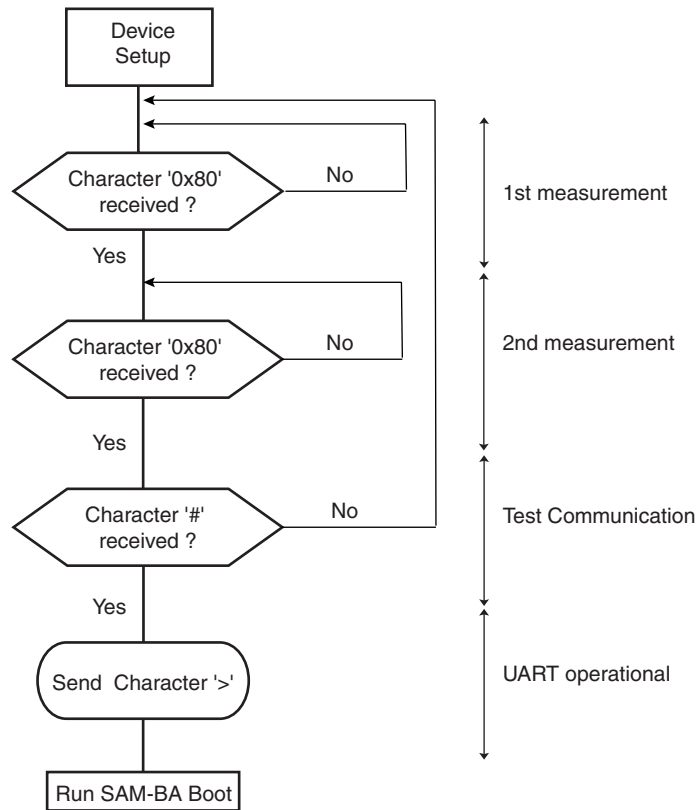 Device
Setup
Character '0x80'
received ?
No
1st measurement
Yes
Character '0x80'
received ?
No
2nd measurement
Yes
Character '#'
received ?
No
Test Communication
Yes
Send Character '>'
UART operational
Run SAM-BA Boot